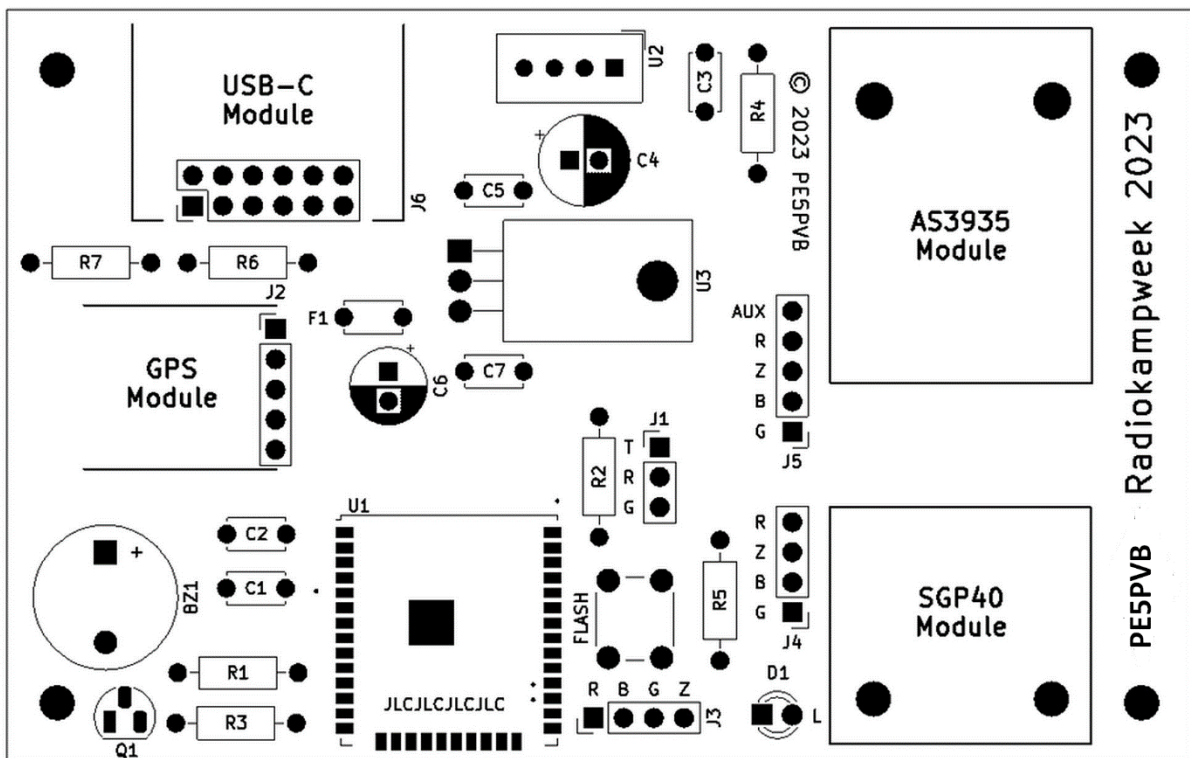 USB-C
Module
J6
U2
C3
R4
© 2023 PE5PVB
C4
C5
AS3935
Module
Radiokampweek 2023
PE5PVB
R7
R6
J2
U3
F1
GPS
Module
C6
C7
AUX
R
Z
B
G
J5
J1
T
R
G
R2
U1
C2
C1
+
BZ1
+
+
FLASH
R5
R
Z
B
G
J4
SGP40
Module
R1
R3
Q1
JLCJLCJLCJLC
R B G Z
J3
D1
L